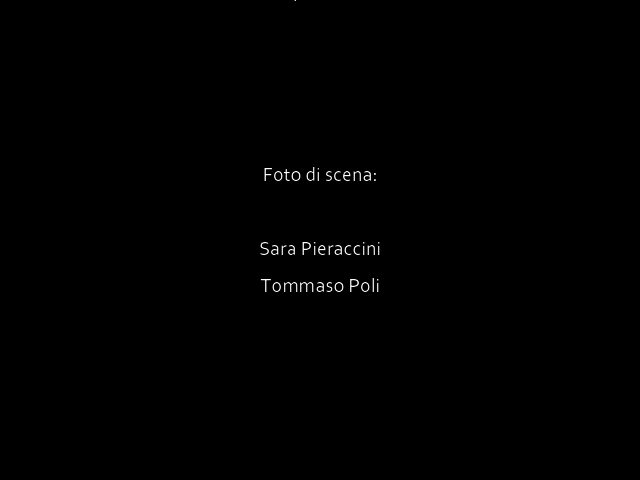 Foto di scena:
Sara Pieraccini
Tommaso Poli